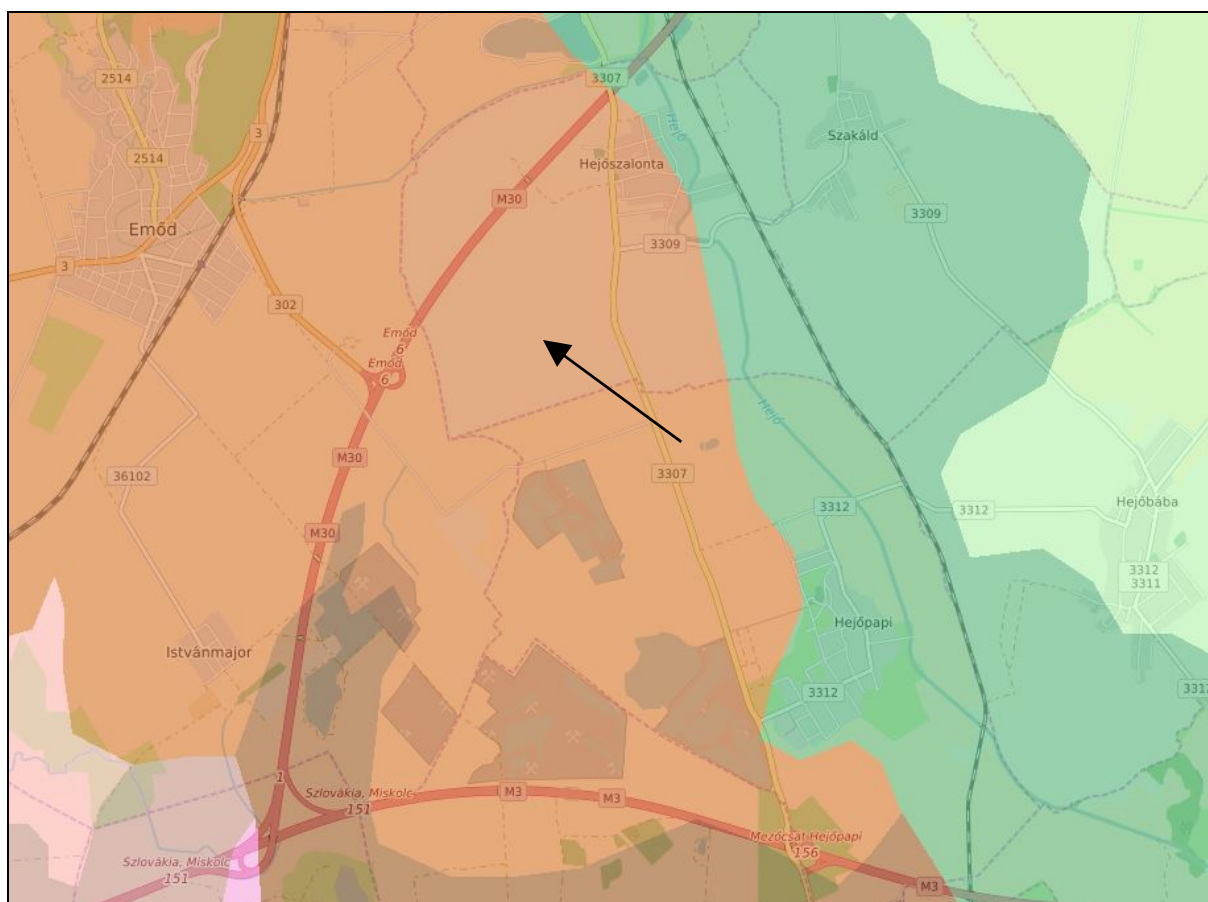 2514
3307
3
Hejő
Szakáld
2514
Hejőszalonta
M30
3309
Emőd
3309
3
302
Emőd
6
Emőd
6
Hejő
M30
3307
36102
Hejőbába
3312
3312
M30
3312
3311
Hejőpapi
Istvánmajor
3312
3312
1
Szlovákia, Miskolc
151
M3
M3
Mezőcsát Hejőpapi
156
Szlovákia, Miskolc
151
M3